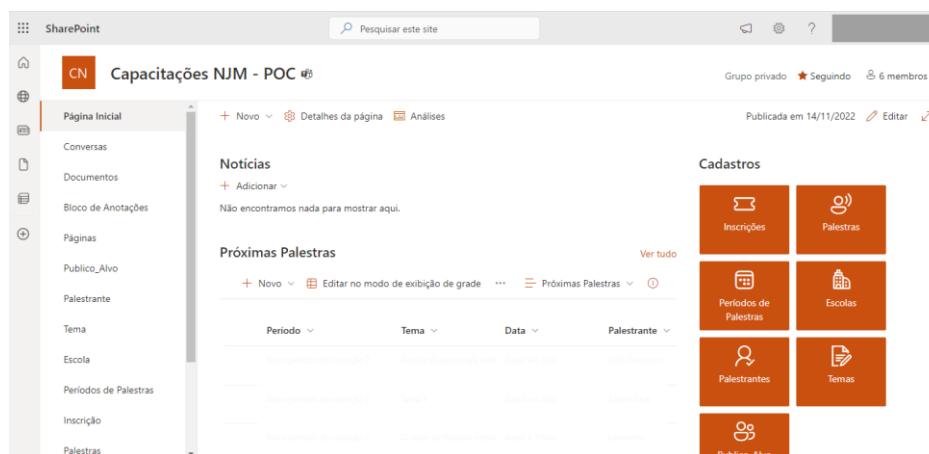 SharePoint
Pesquisar este site
?
CN
Capacitações NJM - POC
Grupo privado
Seguindo
6 membros
Página Inicial
Conversas
Documentos
Bloco de Anotações
Páginas
Publico_Alvo
Palestrante
Tema
Escola
Períodos de Palestras
Inscrição
Palestras
+ Novo
Detalhes da página
Análises
Publicada em 14/11/2022
Editar
Notícias
+ Adicionar
Não encontramos nada para mostrar aqui.
Próximas Palestras
Ver tudo
+ Novo
Editar no modo de exibição de grade
...
Próximas Palestras
Período
Tema
Data
Palestrante
Cadastros
Inscrições
Palestras
Períodos de
Palestras
Escolas
Palestrantes
Temas
Publico_Alvo